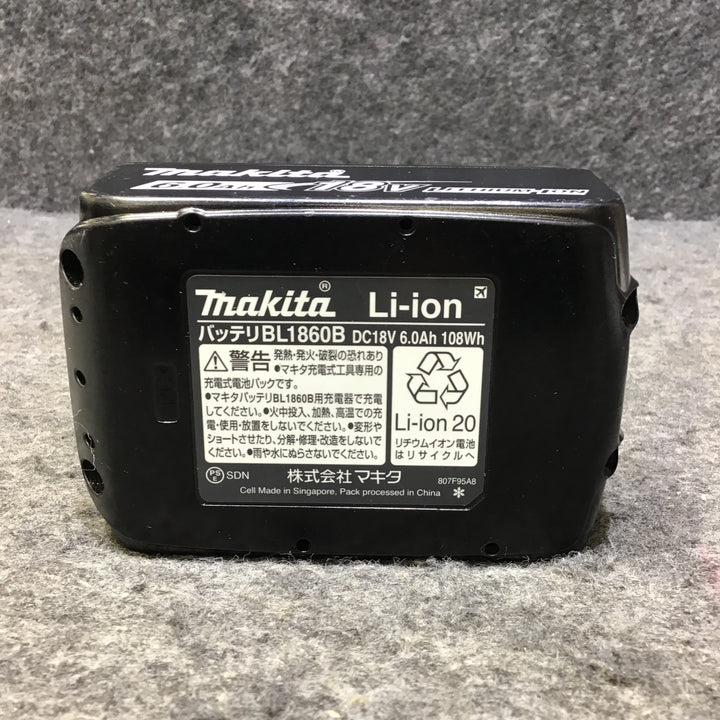 makita
6.0Ah 18V LITHIUM-ION
makita® Li-ion
バッテリBL1860B DC18V 6.0Ah 108Wh
警告 発熱・発火・破裂の恐れあり
●マキタ充電式工具専用の
充電式電池パックです。
●マキタバッテリBL1860B用充電器で充電
してください。●火中投入、加熱、高温での充
電・使用・放置をしないでください。●変形や
ショートさせたり、分解・修理・改造をしないで
ください。●雨や水にぬらさないでください。
Li-ion 20
リチウムイオン電池
はリサイクルへ
PSE SDN 株式会社 マキタ 807F95A8
Cell Made in Singapore, Pack processed in China *